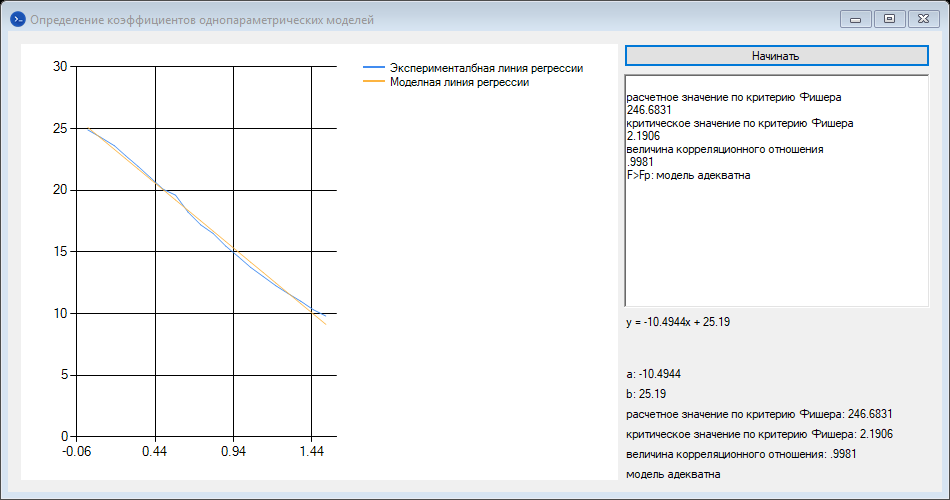 Определение коэффициентов однопараметрических моделей
30
25
20
15
10
5
0
-0.06 0.44 0.94 1.44
Эксперименталбная линия регрессии
Моделная линия регрессии
Начинать
расчетное значение по критерию Фишера
246.6831
критическое значение по критерию Фишера
2.1906
величина корреляционного отношения
.9981
F>Fp: модель адекватна
y = -10.4944x + 25.19
a: -10.4944
b: 25.19
расчетное значение по критерию Фишера: 246.6831
критическое значение по критерию Фишера: 2.1906
величина корреляционного отношения: .9981
модель адекватна